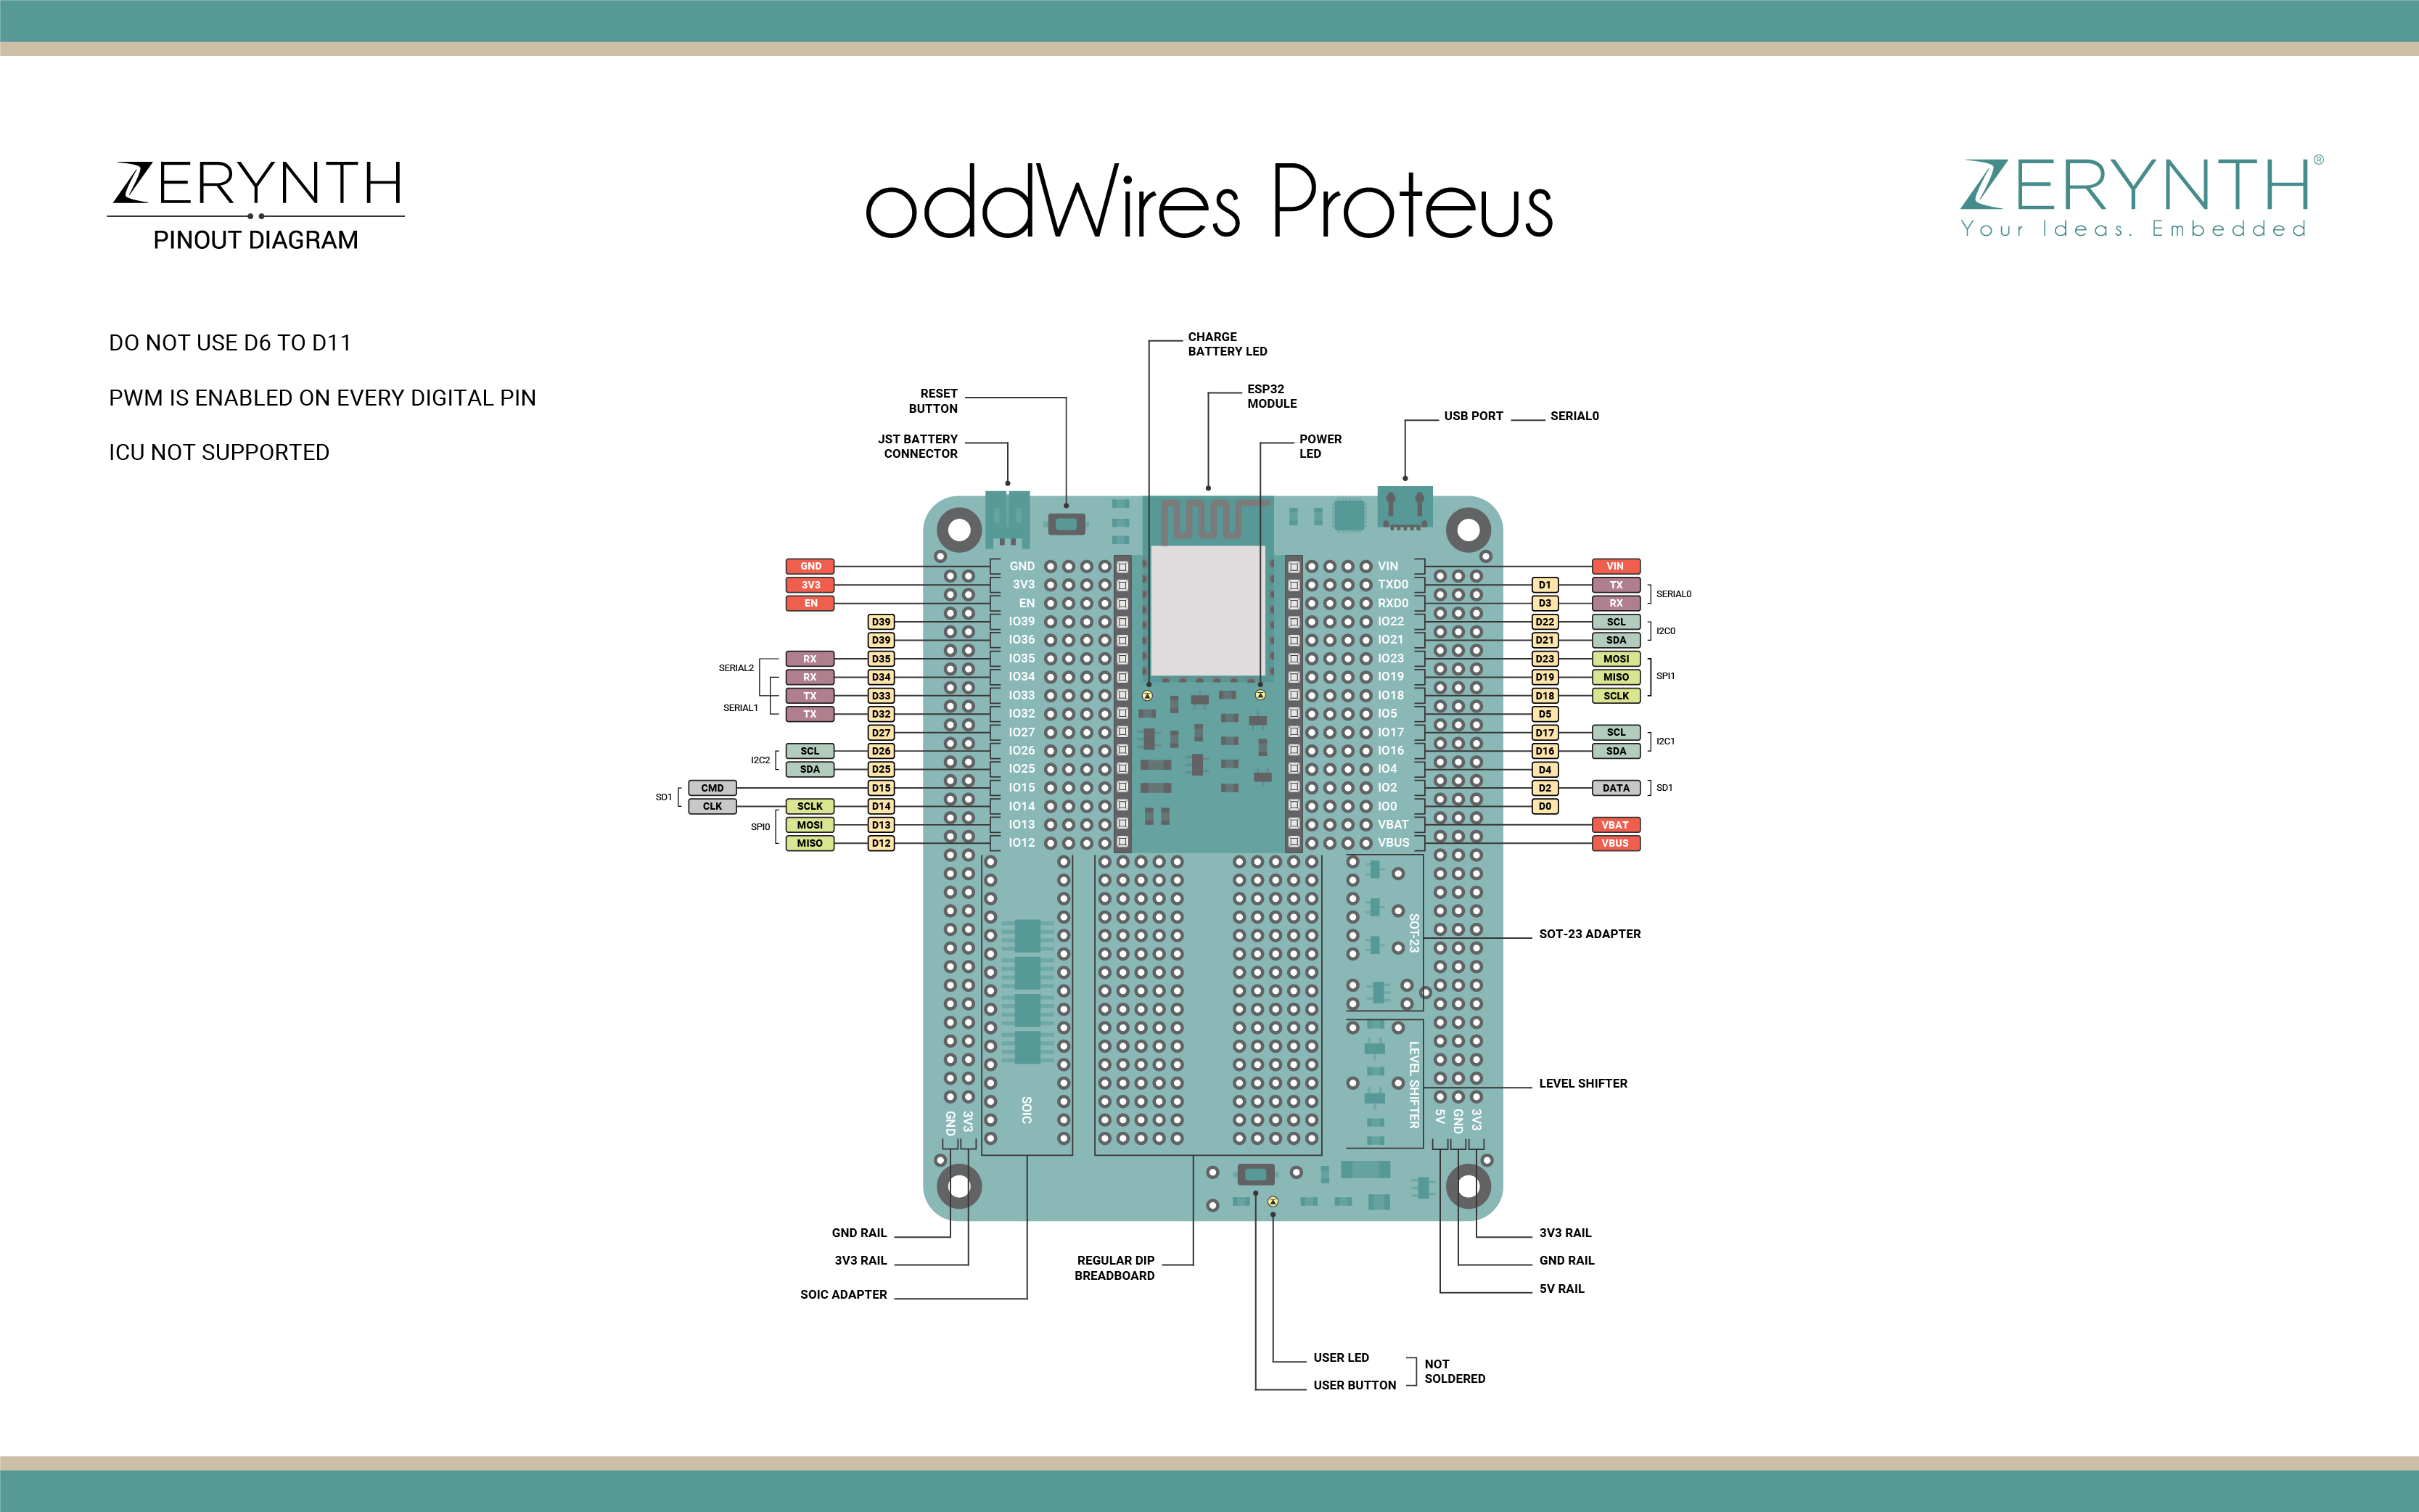 ZERYNTH
PINOUT DIAGRAM
oddWires Proteus
ZERYNTH®
Your Ideas. Embedded
DO NOT USE D6 TO D11
PWM IS ENABLED ON EVERY DIGITAL PIN
ICU NOT SUPPORTED
CHARGE
BATTERY LED
RESET
BUTTON
ESP32
MODULE
USB PORT SERIAL0
JST BATTERY
CONNECTOR
POWER
LED
GND GND VIN VIN
3V3 3V3 TXD0 D1 TX
EN EN RXD0 D3 RX SERIAL0
D39 IO39 IO22 D22 SCL
D39 IO36 IO21 D21 SDA I2C0
SERIAL2 RX D35 IO35 IO23 D23 MOSI
RX D34 IO34 IO19 D19 MISO SPI1
TX D33 IO33 IO18 D18 SCLK
SERIAL1 TX D32 IO32 IO5 D5
D27 IO27 IO17 D17 SCL
I2C2 SCL D26 IO26 IO16 D16 SDA I2C1
SDA D25 IO25 IO4 D4
SD1 CMD D15 IO15 IO2 D2 DATA SD1
CLK SCLK D14 IO14 IO0 D0
SPI0 MOSI D13 IO13 VBAT VBAT
MISO D12 IO12 VBUS VBUS
SOT-23
SOT-23 ADAPTER
LEVEL SHIFTER
LEVEL SHIFTER
SOIC
GND
3V3
5V
GND
3V3
GND RAIL
3V3 RAIL
SOIC ADAPTER
REGULAR DIP
BREADBOARD
3V3 RAIL
GND RAIL
5V RAIL
USER LED
USER BUTTON
NOT
SOLDERED